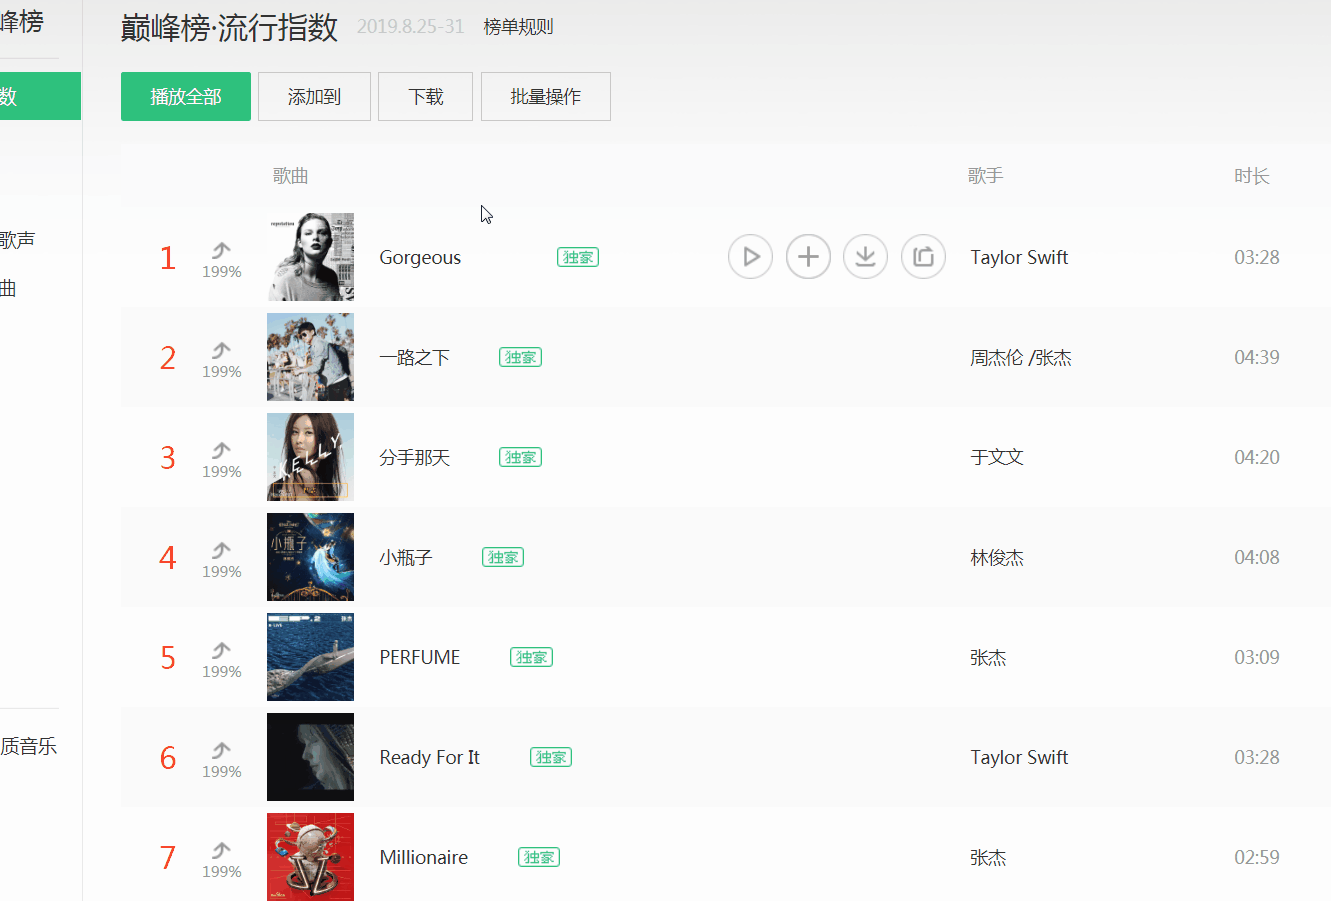 峰榜
巅峰榜·流行指数 2019.8.25-31 榜单规则
数
播放全部 添加到 下载 批量操作
歌曲 歌手 时长
歌声
曲
1 199% reputation Gorgeous 独家 Taylor Swift 03:28
2 199% 一路之下 独家 周杰伦 /张杰 04:39
3 199% KELLY 分手那天 独家 于文文 04:20
4 199% 小瓶子 小瓶子 独家 林俊杰 04:08
5 199% PERFUME 独家 张杰 03:09
质音乐
6 199% Ready For It 独家 Taylor Swift 03:28
7 199% Millionaire 独家 张杰 02:59